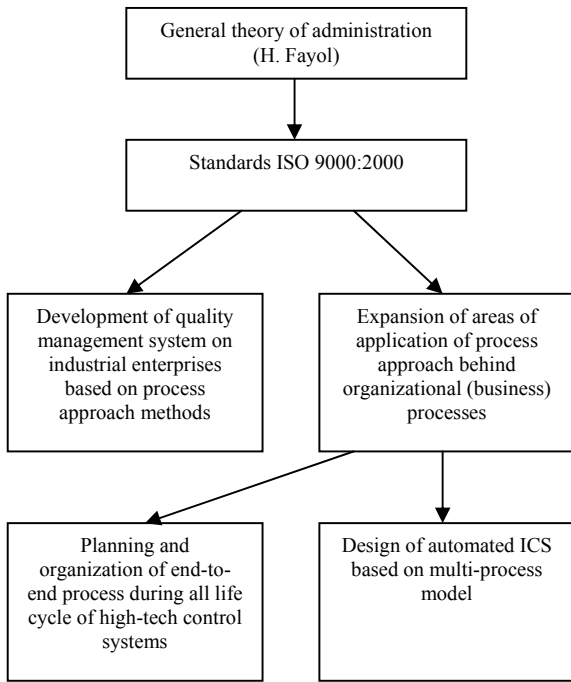 General theory of administration
(H. Fayol)
Standards ISO 9000:2000
Development of quality
management system on
industrial enterprises
based on process
approach methods
Expansion of areas of
application of process
approach behind
organizational (business)
processes
Planning and
organization of end-to-
end process during all life
cycle of high-tech control
systems
Design of automated ICS
based on multi-process
model